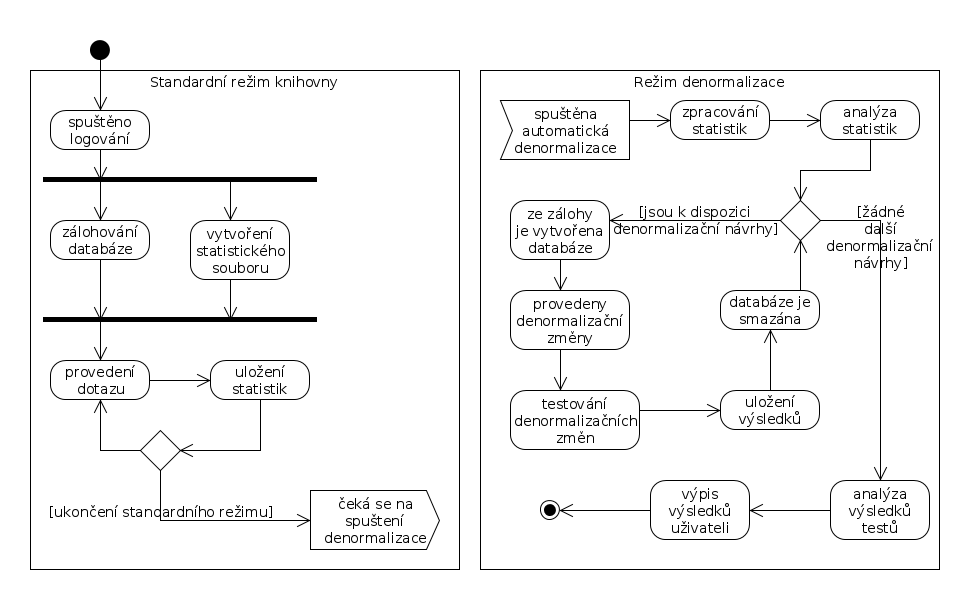 Standardní režim knihovny
spuštěno
logování
zálohování
databáze
vytvoření
statistického
souboru
provedení
dotazu
uložení
statistik
[ukončení standardního režimu]
čeká se na
spuštení
denormalizace
Režim denormalizace
spuštěna
automatická
denormalizace
zpracování
statistik
analýza
statistik
[jsou k dispozici
denormalizační návrhy]
[žádné
další
denormalizační
návrhy]
ze zálohy
je vytvořena
databáze
provedeny
denormalizační
změny
testování
denormalizačních
změn
uložení
výsledků
databáze je
smazána
analýza
výsledků
testů
výpis
výsledků
uživateli